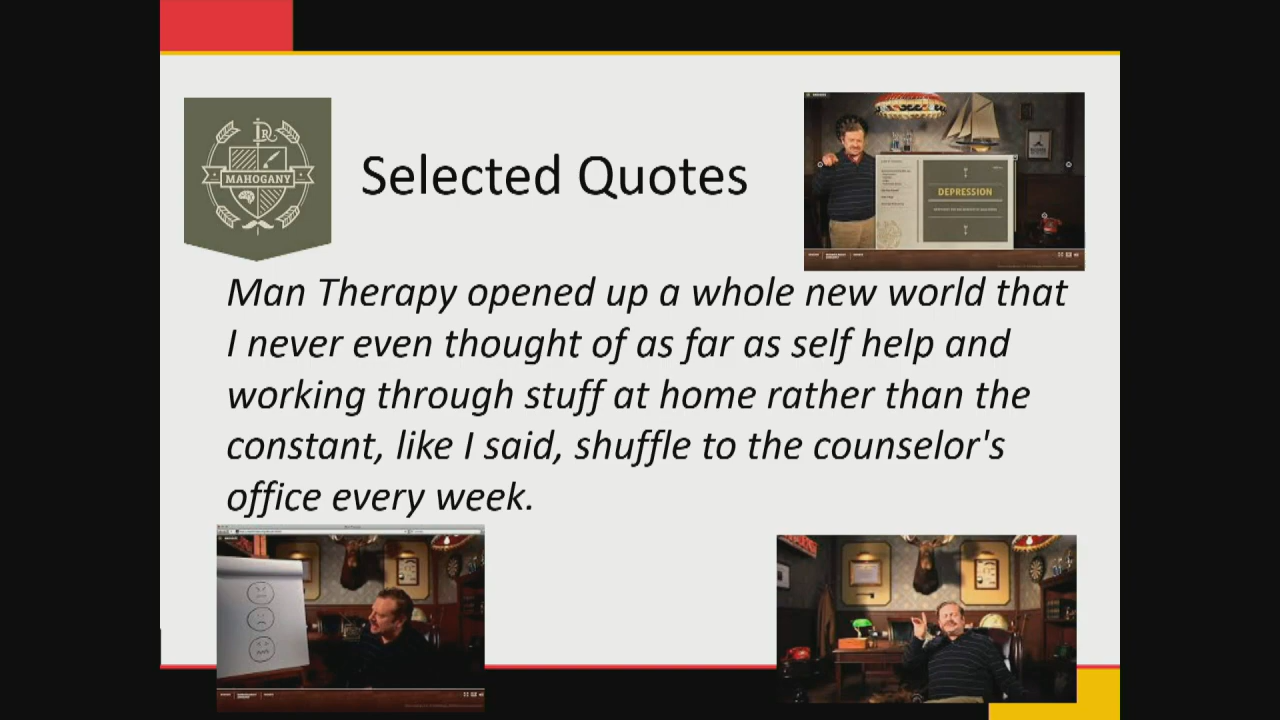 DR
MAHOGANY
Selected Quotes
DEPRESSION
Man Therapy opened up a whole new world that
I never even thought of as far as self help and
working through stuff at home rather than the
constant, like I said, shuffle to the counselor's
office every week.